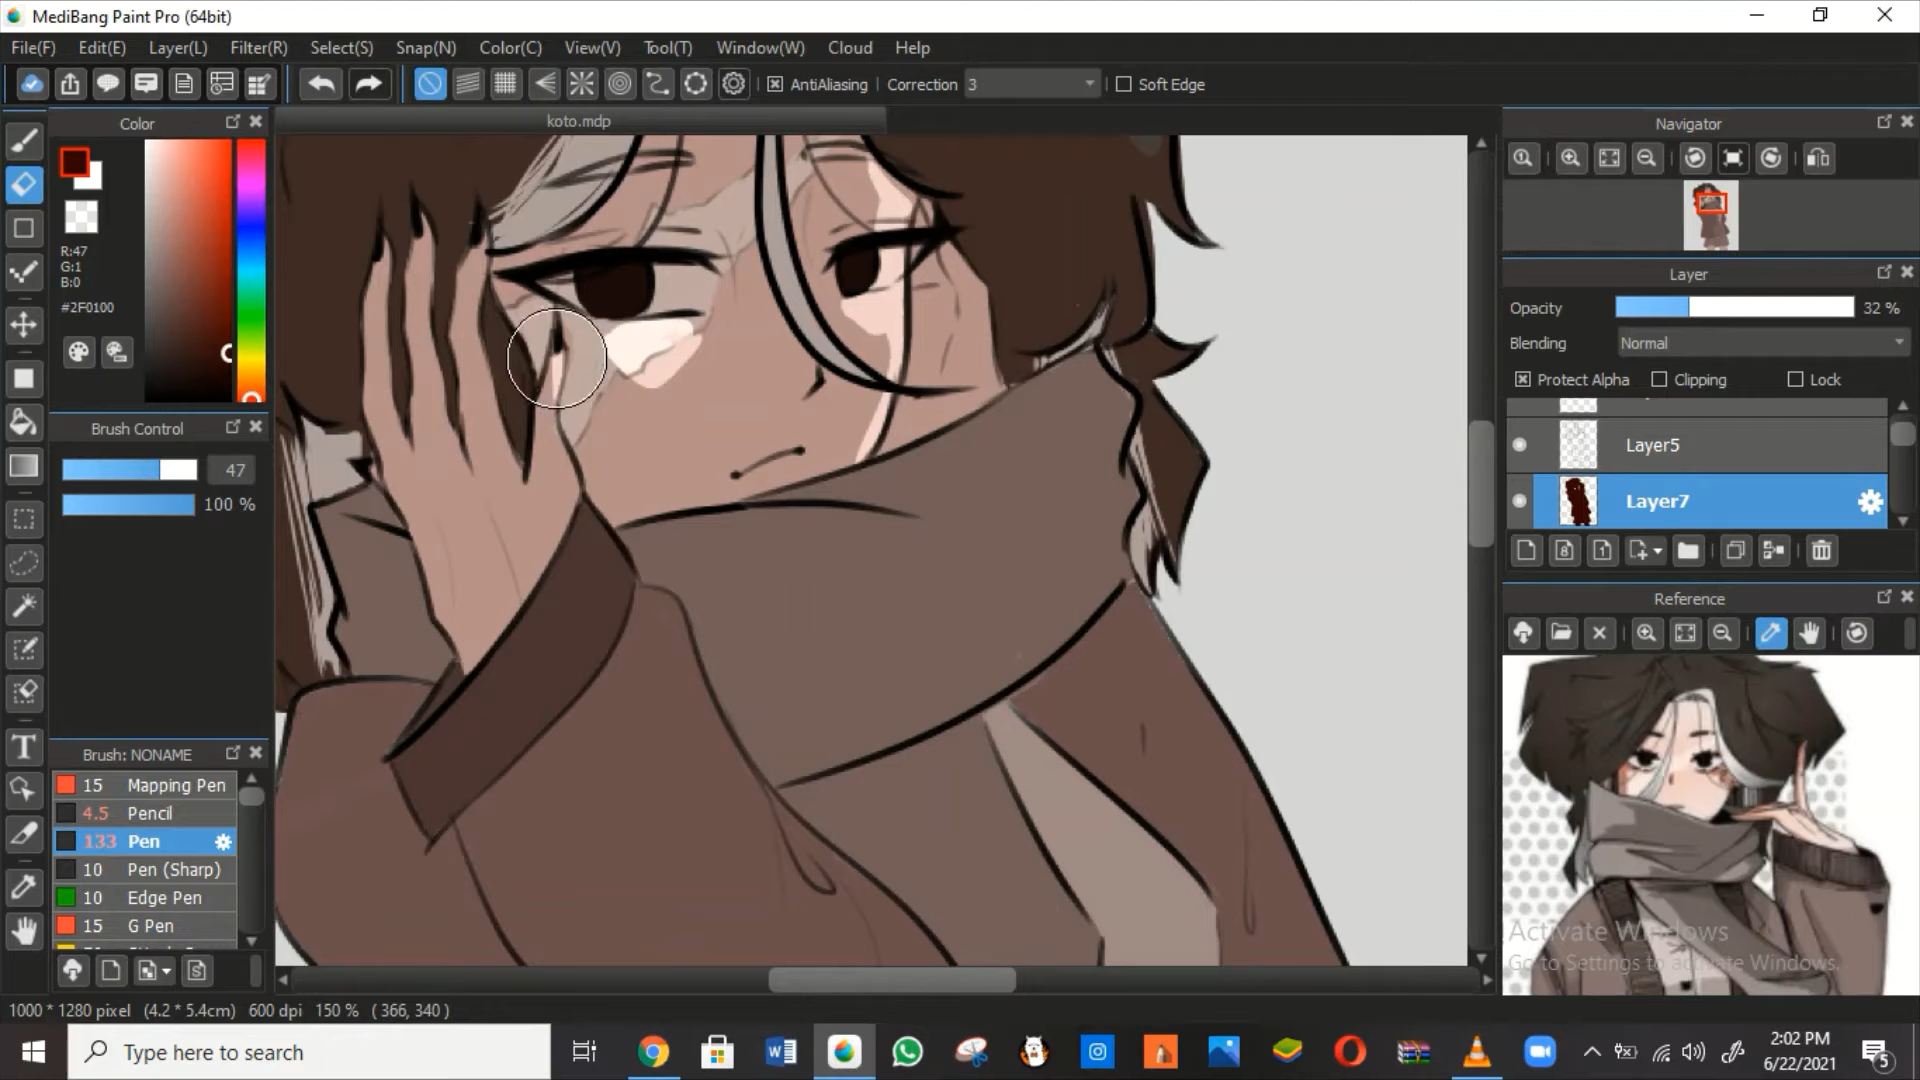 MediBang Paint Pro (64bit)
File(F) Edit(E) Layer(L) Filter(R) Select(S) Snap(N) Color(C) View(V) Tool(T) Window(W) Cloud Help
AntiAliasing Correction 3 Soft Edge
Color
koto.mdp
Navigator
R:47
G:1
B:0
#2F0100
Layer
Opacity 32 %
Blending Normal
Protect Alpha Clipping Lock
Layer5
Layer7
Brush Control
47
100 %
Reference
Brush: NONAME
15 Mapping Pen
4.5 Pencil
133 Pen
10 Pen (Sharp)
10 Edge Pen
15 G Pen
Activate Windows
Go to Settings to activate Windows.
1000 * 1280 pixel (4.2 * 5.4cm) 600 dpi 150 % ( 366, 340 )
Type here to search
2:02 PM
6/22/2021
5